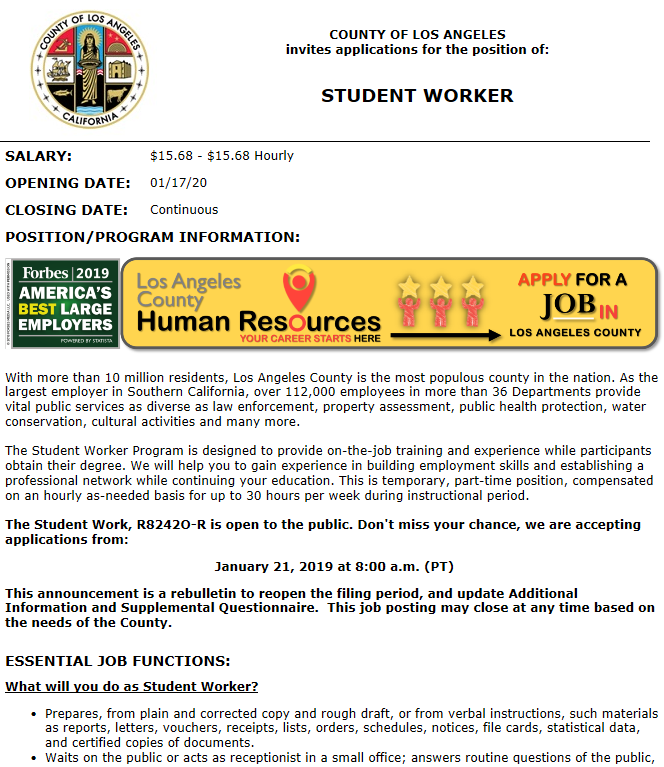 COUNTY OF LOS ANGELES
CALIFORNIA
COUNTY OF LOS ANGELES
invites applications for the position of:
STUDENT WORKER
SALARY: $15.68 - $15.68 Hourly
OPENING DATE: 01/17/20
CLOSING DATE: Continuous
POSITION/PROGRAM INFORMATION:
Forbes | 2019
AMERICA'S
BEST LARGE
EMPLOYERS
POWERED BY STATISTA
Los Angeles
County
Human Resources
YOUR CAREER STARTS HERE
APPLY FOR A
JOB IN
LOS ANGELES COUNTY
With more than 10 million residents, Los Angeles County is the most populous county in the nation. As the
largest employer in Southern California, over 112,000 employees in more than 36 Departments provide
vital public services as diverse as law enforcement, property assessment, public health protection, water
conservation, cultural activities and many more.
The Student Worker Program is designed to provide on-the-job training and experience while participants
obtain their degree. We will help you to gain experience in building employment skills and establishing a
professional network while continuing your education. This is temporary, part-time position, compensated
on an hourly as-needed basis for up to 30 hours per week during instructional period.
The Student Work, R8242O-R is open to the public. Don't miss your chance, we are accepting
applications from:
January 21, 2019 at 8:00 a.m. (PT)
This announcement is a rebulletin to reopen the filing period, and update Additional
Information and Supplemental Questionnaire.  This job posting may close at any time based on
the needs of the County.
ESSENTIAL JOB FUNCTIONS:
What will you do as Student Worker?
• Prepares, from plain and corrected copy and rough draft, or from verbal instructions, such materials
as reports, letters, vouchers, receipts, lists, orders, schedules, notices, file cards, statistical data,
and certified copies of documents.
• Waits on the public or acts as receptionist in a small office; answers routine questions of the public,